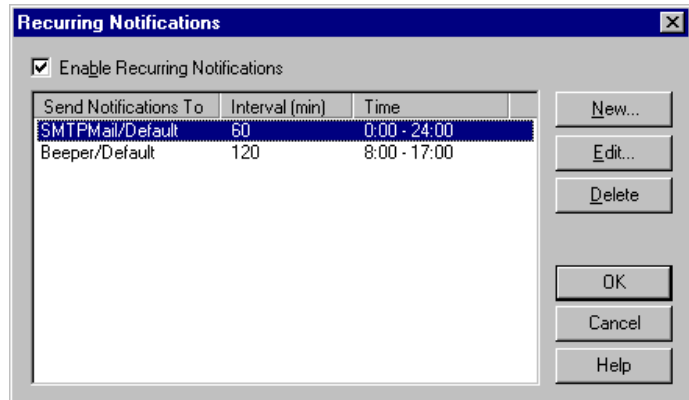 Recurring Notifications
Enable Recurring Notifications
Send Notifications To Interval (min) Time
SMTPMail/Default 60 0:00 - 24:00
Beeper/Default 120 8:00 - 17:00
New...
Edit...
Delete
OK
Cancel
Help